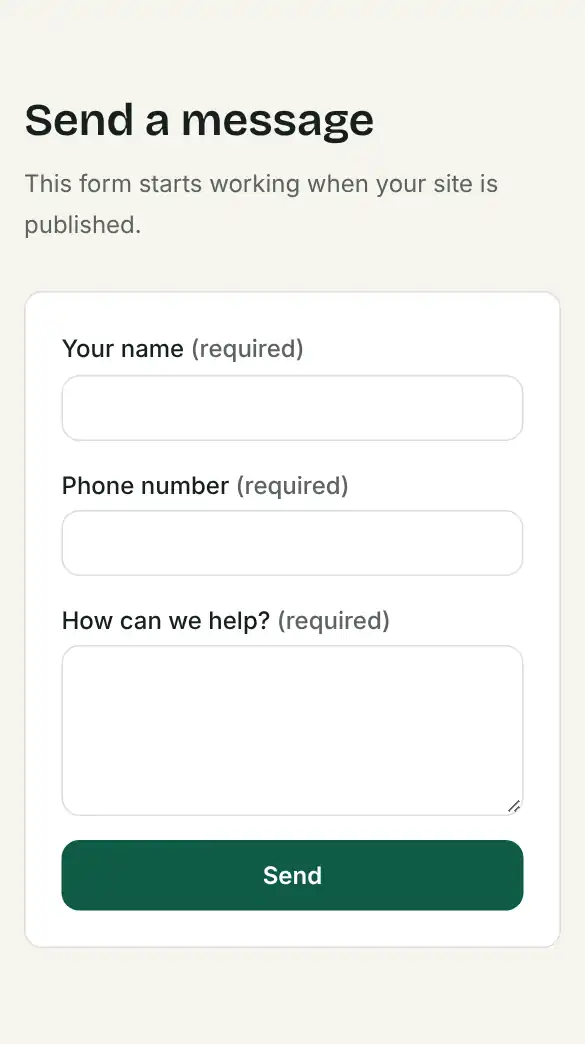 Send a message
This form starts working when your site is
published.
Your name (required)
Phone number (required)
How can we help? (required)
Send